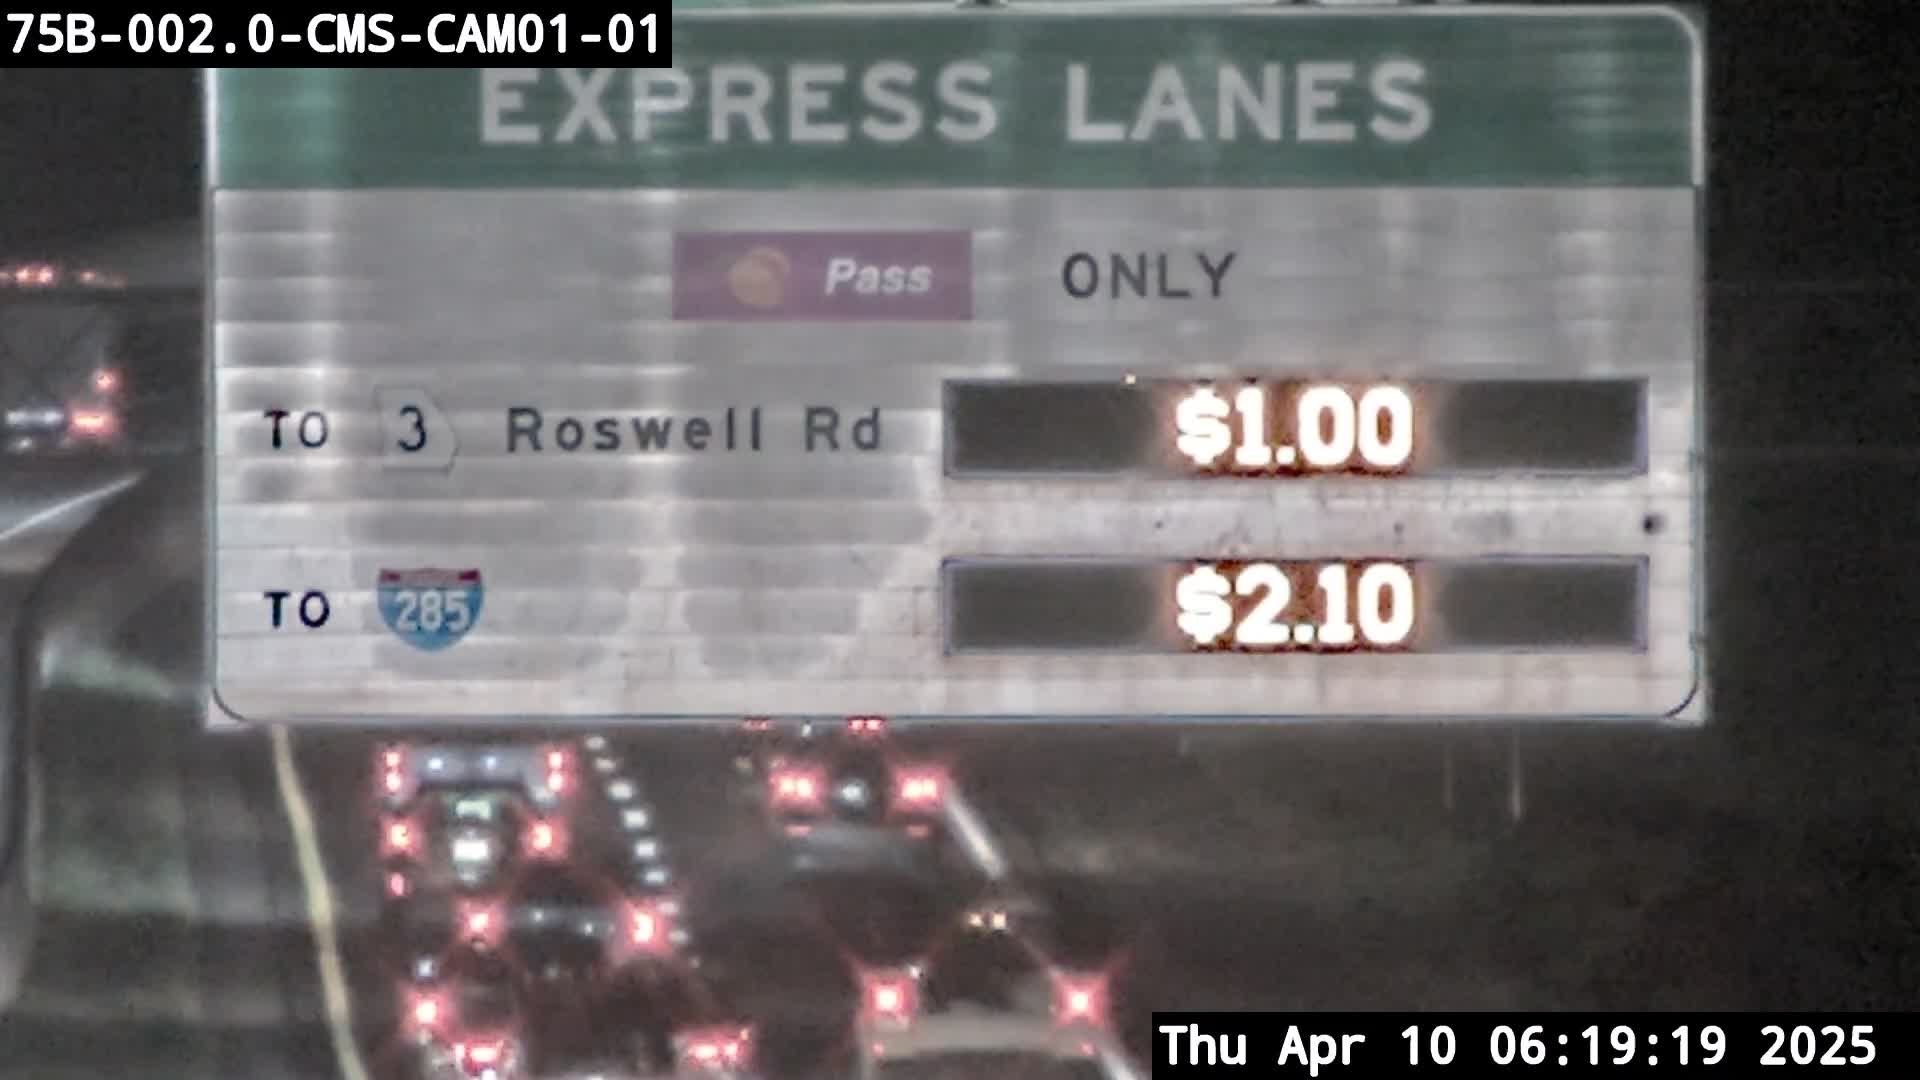 75B-002.0-CMS-CAM01-01
EXPRESS LANES
Pass ONLY
TO 3 Roswell Rd $1.00
TO 285 $2.10
Thu Apr 10 06:19:19 2025